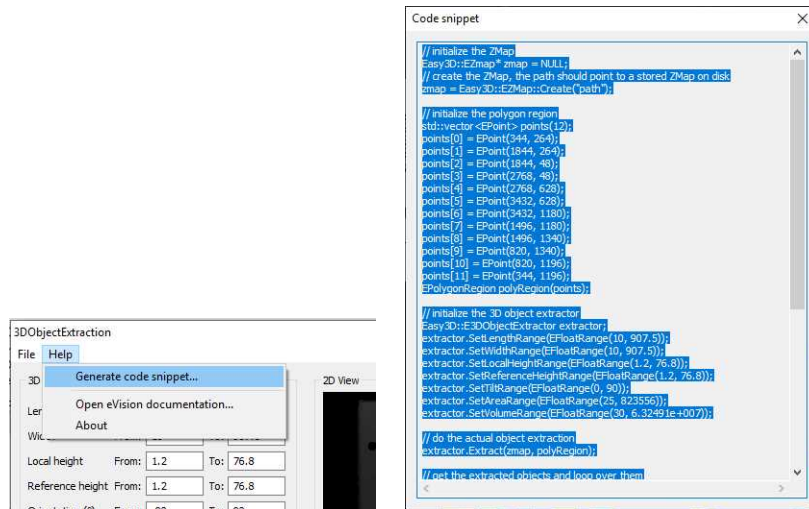 3DObjectExtraction
File Help
Generate code snippet...
Open eVision documentation...
About
3D
2D View
Local height From: 1.2 To: 76.8
Reference height From: 1.2 To: 76.8
Code snippet
// initialize the ZMap
Easy3D::EZmap* zmap = NULL;
// create the ZMap, the path should point to a stored ZMap on disk
zmap = Easy3D::EZMap::Create("path");
// initialize the polygon region
std::vector<EPoint> points(12);
points[0] = EPoint(344, 264);
points[1] = EPoint(1844, 264);
points[2] = EPoint(1844, 48);
points[3] = EPoint(2768, 48);
points[4] = EPoint(2768, 628);
points[5] = EPoint(3432, 628);
points[6] = EPoint(3432, 1180);
points[7] = EPoint(1496, 1180);
points[8] = EPoint(1496, 1340);
points[9] = EPoint(820, 1340);
points[10] = EPoint(820, 1196);
points[11] = EPoint(344, 1196);
EPolygonRegion polyRegion(points);
// initialize the 3D object extractor
Easy3D::E3DObjectExtractor extractor;
extractor.SetLengthRange(EFloatRange(10, 907.5));
extractor.SetWidthRange(EFloatRange(10, 907.5));
extractor.SetLocalHeightRange(EFloatRange(1.2, 76.8));
extractor.SetReferenceHeightRange(EFloatRange(1.2, 76.8));
extractor.SetTiltRange(EFloatRange(0, 90));
extractor.SetAreaRange(EFloatRange(25, 823556));
extractor.SetVolumeRange(EFloatRange(30, 6.32491e+007));
// do the actual object extraction
extractor.Extract(zmap, polyRegion);
// get the extracted objects and loop over them